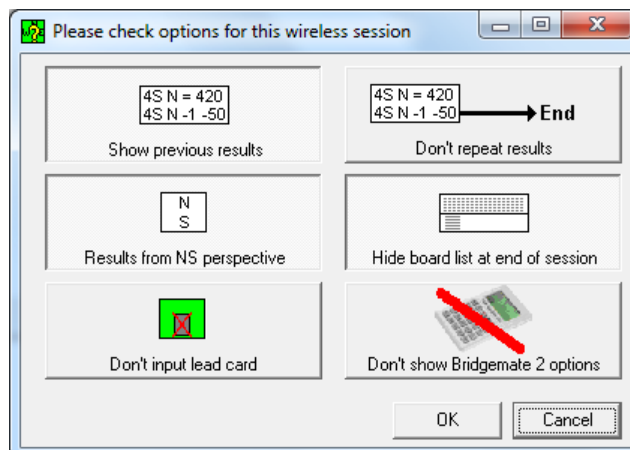 Please check options for this wireless session
4S N = 420
4S N -1 -50
Show previous results
4S N = 420
4S N -1 -50
End
Don't repeat results
N
S
Results from NS perspective
Hide board list at end of session
Don't input lead card
Don't show Bridgemate 2 options
OK
Cancel